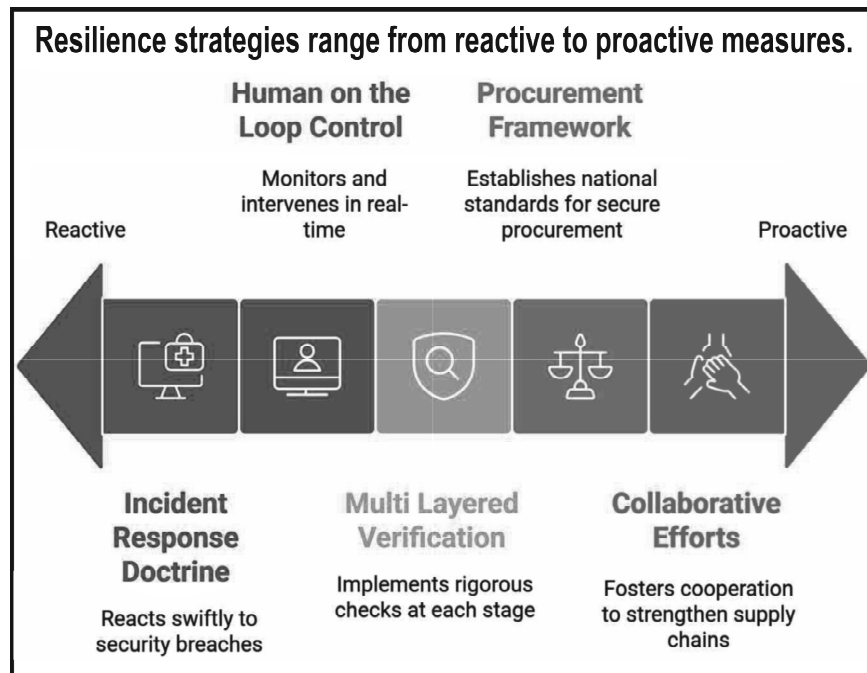 Resilience strategies range from reactive to proactive measures.
Human on the
Loop Control
Monitors and
intervenes in real-
time
Procurement
Framework
Establishes national
standards for secure
procurement
Reactive
Proactive
Incident
Response
Doctrine
Reacts swiftly to
security breaches
Multi Layered
Verification
Implements rigorous
checks at each stage
Collaborative
Efforts
Fosters cooperation
to strengthen supply
chains